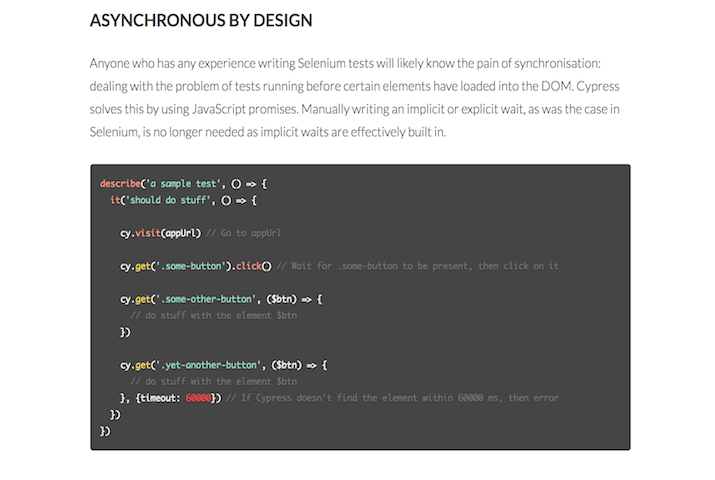 ASYNCHRONOUS BY DESIGN
Anyone who has any experience writing Selenium tests will likely know the pain of synchronisation:
dealing with the problem of tests running before certain elements have loaded into the DOM. Cypress
solves this by using JavaScript promises. Manually writing an implicit or explicit wait, as was the case in
Selenium, is no longer needed as implicit waits are effectively built in.
describe('a sample test', () => {
it('should do stuff', () => {
cy.visit(appUrl) // Go to appUrl
cy.get('.some-button').click() // Wait for .some-button to be present, then click on it
cy.get('.some-other-button', ($btn) => {
// do stuff with the element $btn
})
cy.get('.yet-another-button', ($btn) => {
// do stuff with the element $btn
}, {timeout: 60000}) // If Cypress doesn't find the element within 60000 ms, then error
})
})